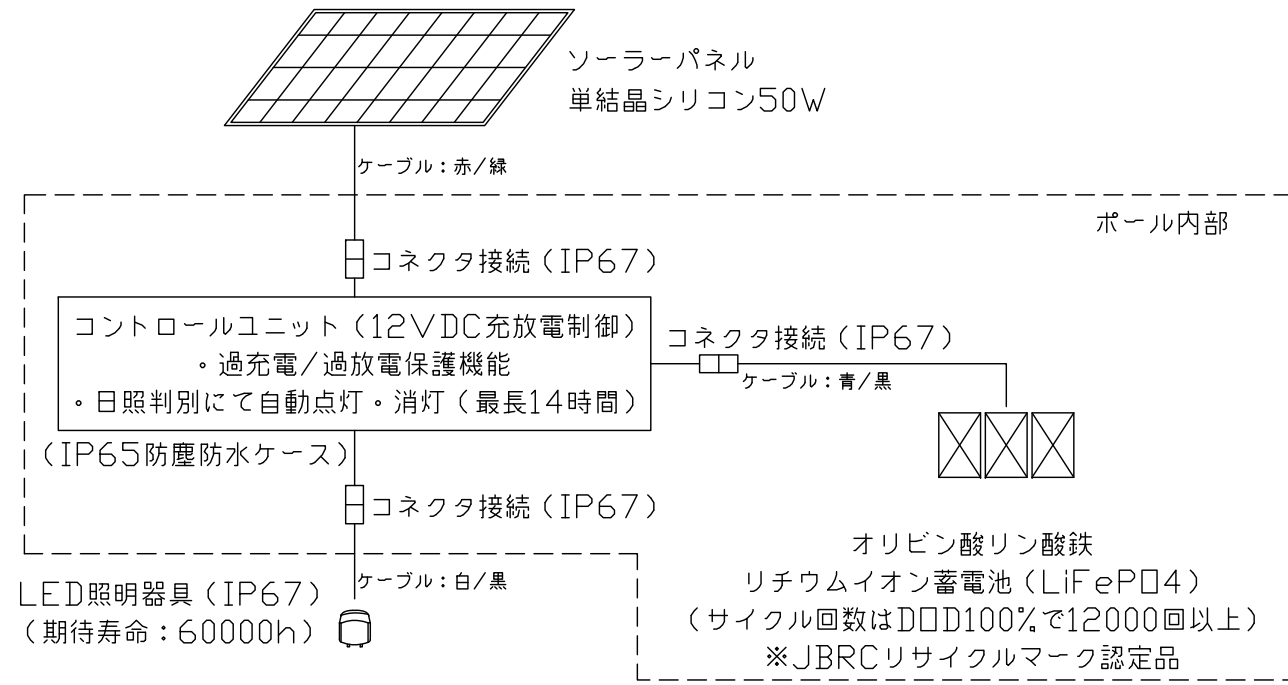 ソーラーパネル
単結晶シリコン50W
ケーブル：赤/緑
ポール内部
コネクタ接続（IP67）
コントロールユニット（12VDC充放電制御）
・過充電/過放電保護機能
・日照判別にて自動点灯・消灯（最長14時間）
（IP65防塵防水ケース）
コネクタ接続（IP67）
ケーブル：青/黒
コネクタ接続（IP67）
ケーブル：白/黒
LED照明器具（IP67）
（期待寿命：60000h）
オリビン酸リン酸鉄
リチウムイオン蓄電池（LiFePO4）
（サイクル回数はDOD100%で12000回以上）
※JBRCリサイクルマーク認定品